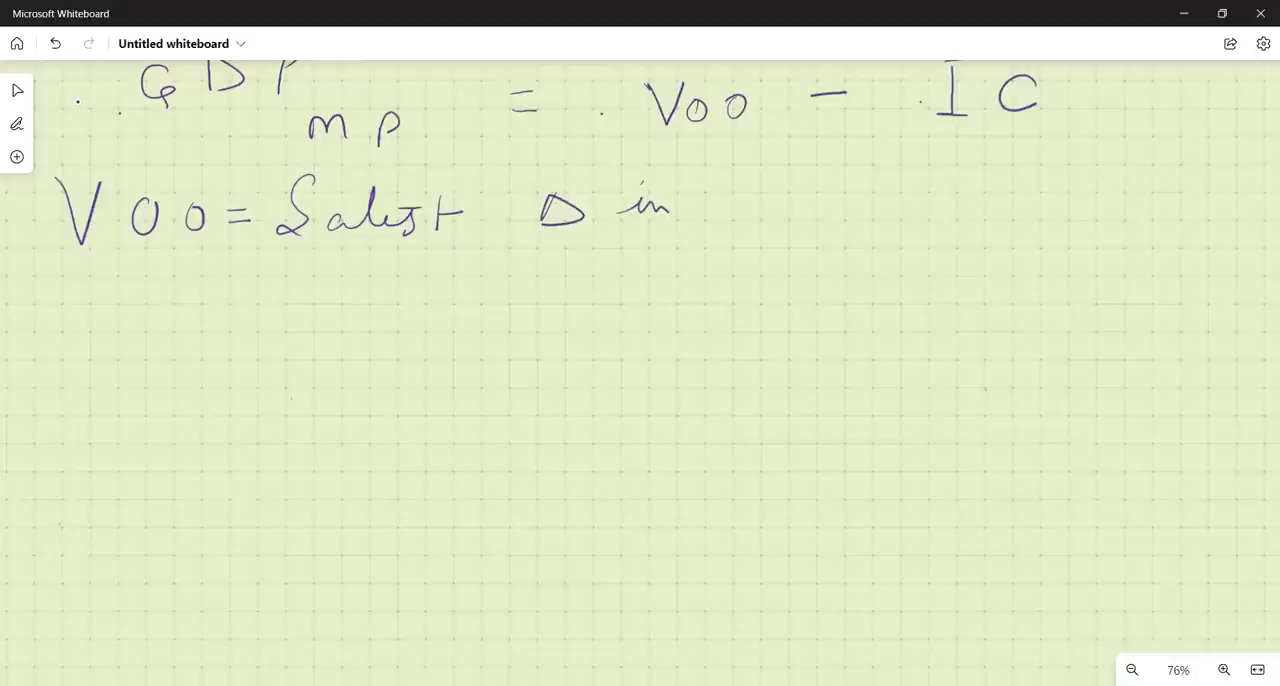 Microsoft Whiteboard
Untitled whiteboard
GDP MP = VOO - IC
VOO = Sales + Δ in
76%